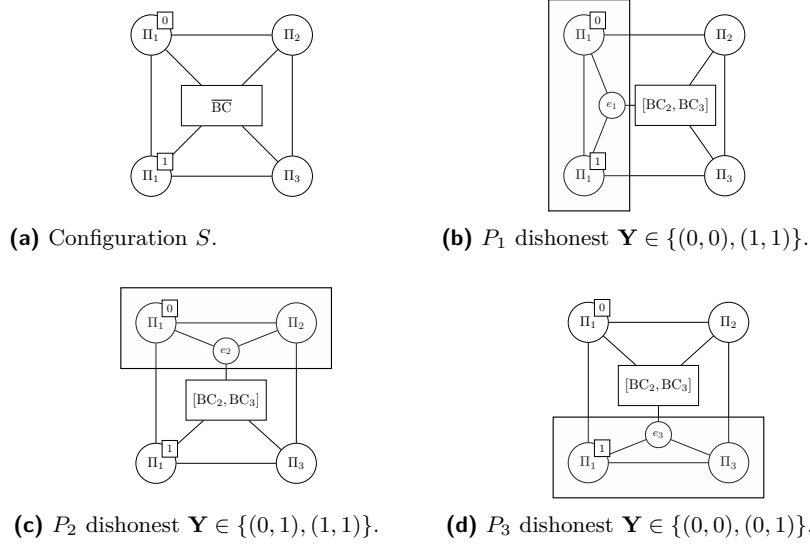 0
Π₁ Π₂
B̅C̅
1
Π₁ Π₃
(a) Configuration S.
0
Π₁ Π₂
e₁ [BC₂, BC₃]
1
Π₁ Π₃
(b) P₁ dishonest Y ∈ {(0, 0), (1, 1)}.
0
Π₁ Π₂
e₂
[BC₂, BC₃]
1
Π₁ Π₃
(c) P₂ dishonest Y ∈ {(0, 1), (1, 1)}.
0
Π₁ Π₂
[BC₂, BC₃]
e₃
1
Π₁ Π₃
(d) P₃ dishonest Y ∈ {(0, 0), (0, 1)}.